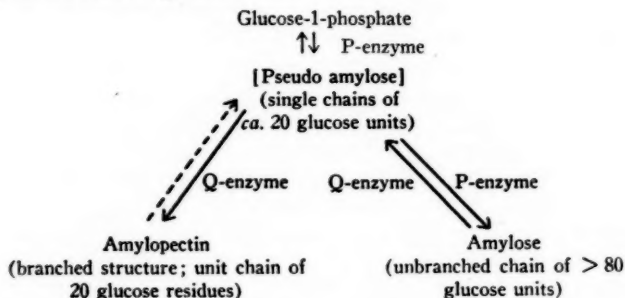 Glucose-1-phosphate
⇅ P-enzyme
[Pseudo amylose]
(single chains of
ca. 20 glucose units)
Q-enzyme Q-enzyme P-enzyme
Amylopectin Amylose
(branched structure; unit chain of (unbranched chain of > 80
20 glucose residues) glucose units)